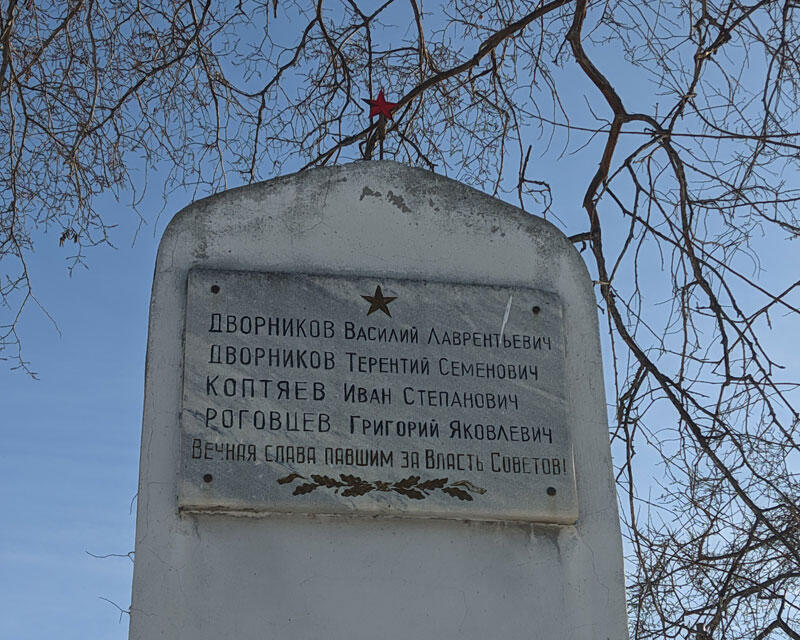 ДВОРНИКОВ Василий Лаврентьевич
ДВОРНИКОВ Терентий Семенович
КОПТЯЕВ Иван Степанович
РОГОВЦЕВ Григорий Яковлевич
Вечная слава павшим за Власть Советов!